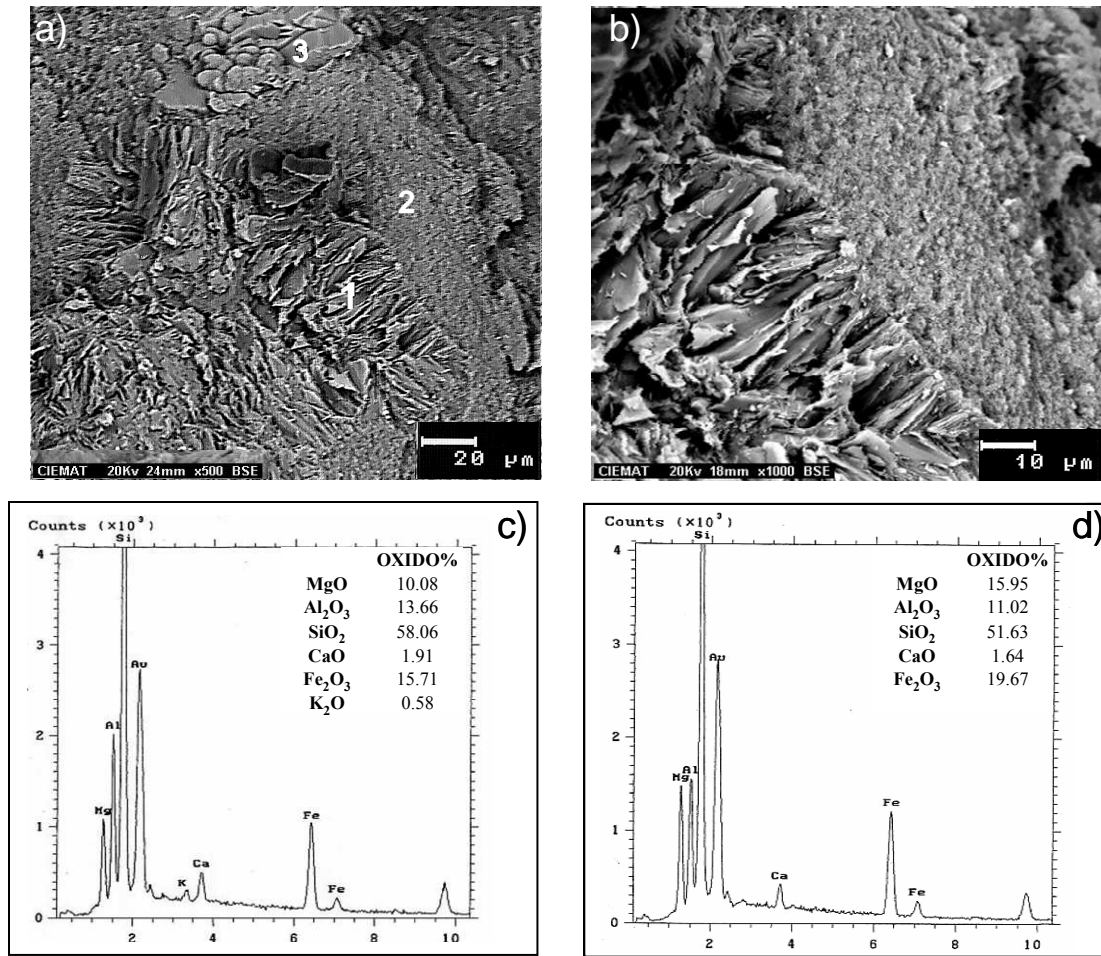 a)
3
2
1
20 µm
CIEMAT 20Kv 24mm x500 BSE
b)
10 µm
CIEMAT 20Kv 18mm x1000 BSE
c)
Counts (×10³)
Si
OXIDO%
MgO 10.08
Al₂O₃ 13.66
SiO₂ 58.06
CaO 1.91
Fe₂O₃ 15.71
K₂O 0.58
4
3
2
1
0
Au
Al
Mg
K
Ca
Fe
Fe
2 4 6 8 10
d)
Counts (×10³)
Si
OXIDO%
MgO 15.95
Al₂O₃ 11.02
SiO₂ 51.63
CaO 1.64
Fe₂O₃ 19.67
4
3
2
1
0
Au
Mg
Al
Ca
Fe
Fe
2 4 6 8 10